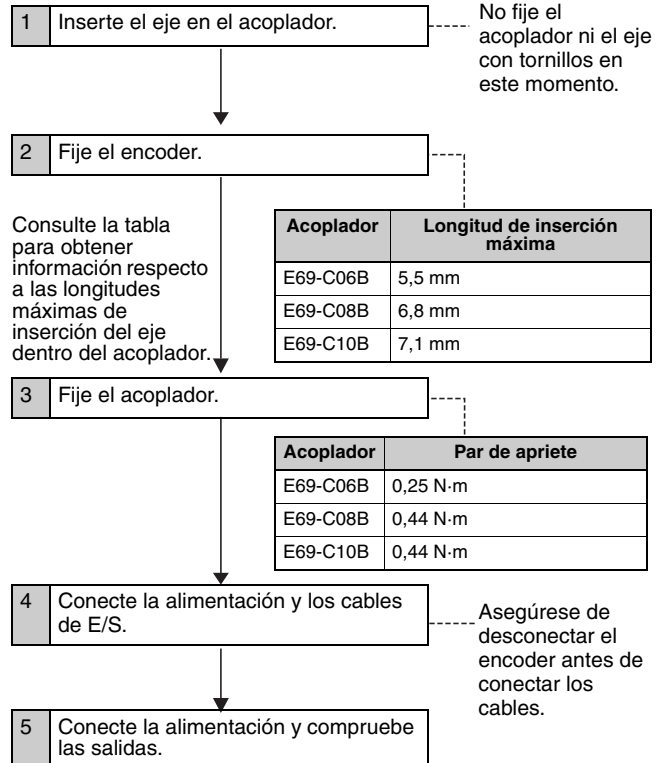 1 Inserte el eje en el acoplador.
No fije el
acoplador ni el eje
con tornillos en
este momento.
2 Fije el encoder.
Consulte la tabla
para obtener
información respecto
a las longitudes
máximas de
inserción del eje
dentro del acoplador.
Acoplador Longitud de inserción
máxima
E69-C06B 5,5 mm
E69-C08B 6,8 mm
E69-C10B 7,1 mm
3 Fije el acoplador.
Acoplador Par de apriete
E69-C06B 0,25 N·m
E69-C08B 0,44 N·m
E69-C10B 0,44 N·m
4 Conecte la alimentación y los cables
de E/S.
Asegúrese de
desconectar el
encoder antes de
conectar los
cables.
5 Conecte la alimentación y compruebe
las salidas.